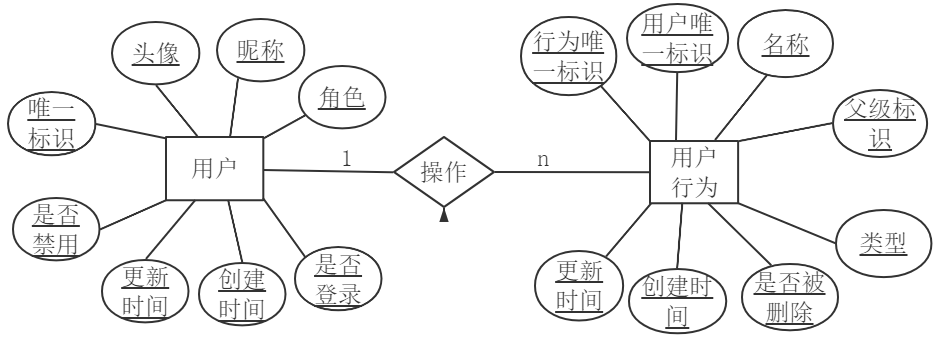 头像
昵称
角色
唯一
标识
用户
是否
禁用
更新
时间
创建
时间
是否
登录
1
操作
n
行为唯
一标识
用户唯
一标识
名称
父级标
识
用户
行为
类型
更新
时间
创建时
间
是否被
删除